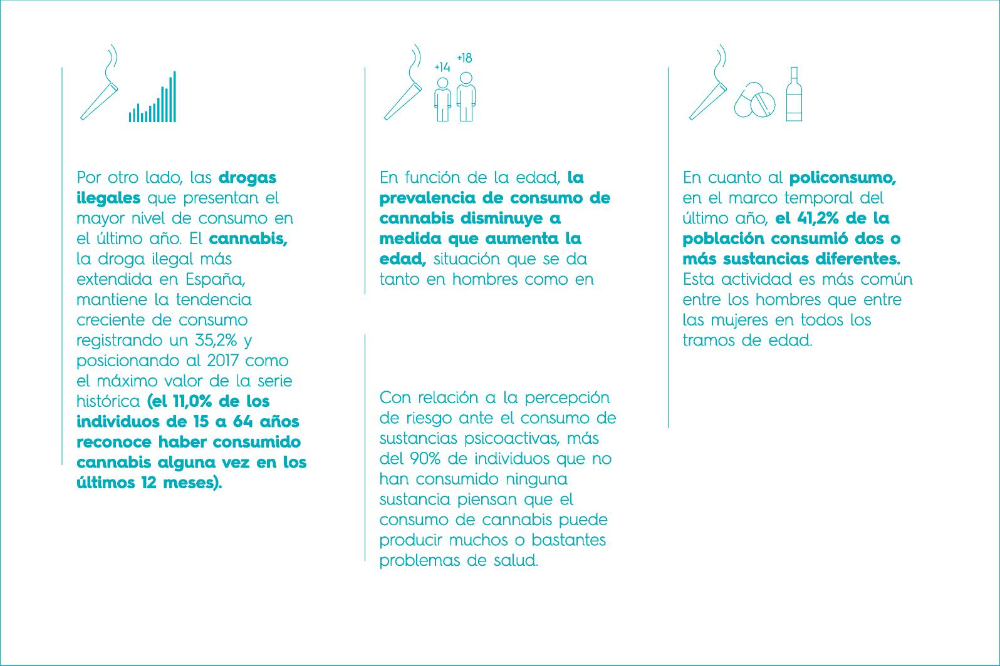 Por otro lado, las drogas
ilegales que presentan el
mayor nivel de consumo en
el último año. El cannabis,
la droga ilegal más
extendida en España,
mantiene la tendencia
creciente de consumo
registrando un 35,2% y
posicionando al 2017 como
el máximo valor de la serie
histórica (el 11,0% de los
individuos de 15 a 64 años
reconoce haber consumido
cannabis alguna vez en los
últimos 12 meses).
+14
+18
En función de la edad, la
prevalencia de consumo de
cannabis disminuye a
medida que aumenta la
edad, situación que se da
tanto en hombres como en
Con relación a la percepción
de riesgo ante el consumo de
sustancias psicoactivas, más
del 90% de individuos que no
han consumido ninguna
sustancia piensan que el
consumo de cannabis puede
producir muchos o bastantes
problemas de salud.
En cuanto al policonsumo,
en el marco temporal del
último año, el 41,2% de la
población consumió dos o
más sustancias diferentes.
Esta actividad es más común
entre los hombres que entre
las mujeres en todos los
tramos de edad.